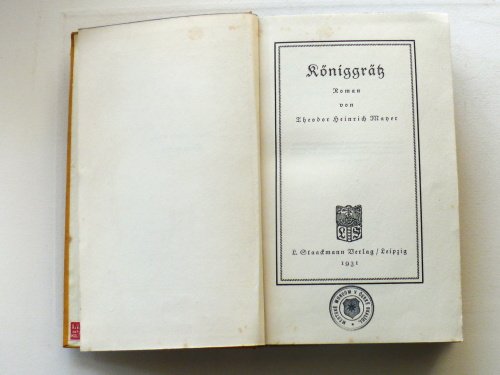 Königgrätz
Roman
von
Theodor Heinrich Mayer
L S
L. Staackmann Verlag / Leipzig
1931